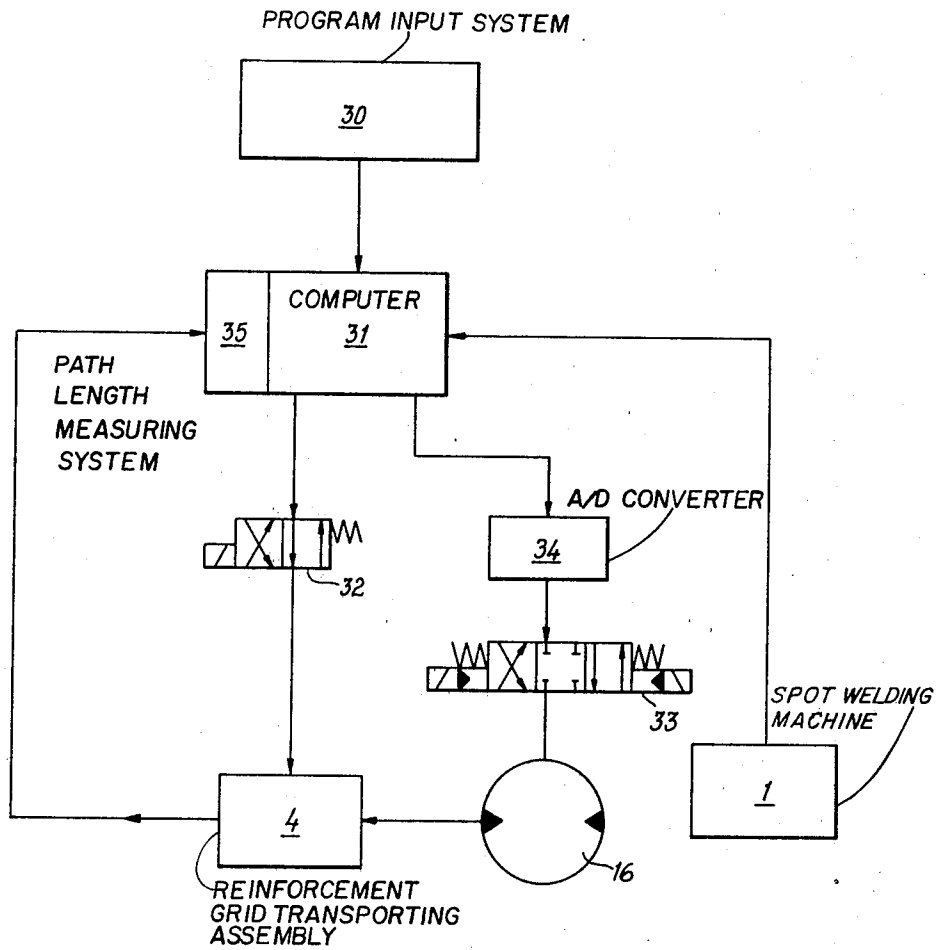 PROGRAM INPUT SYSTEM
30
COMPUTER
35
31
PATH
LENGTH
MEASURING
SYSTEM
A/D CONVERTER
34
32
33
SPOT WELDING
MACHINE
1
4
16
REINFORCEMENT
GRID TRANSPORTING
ASSEMBLY